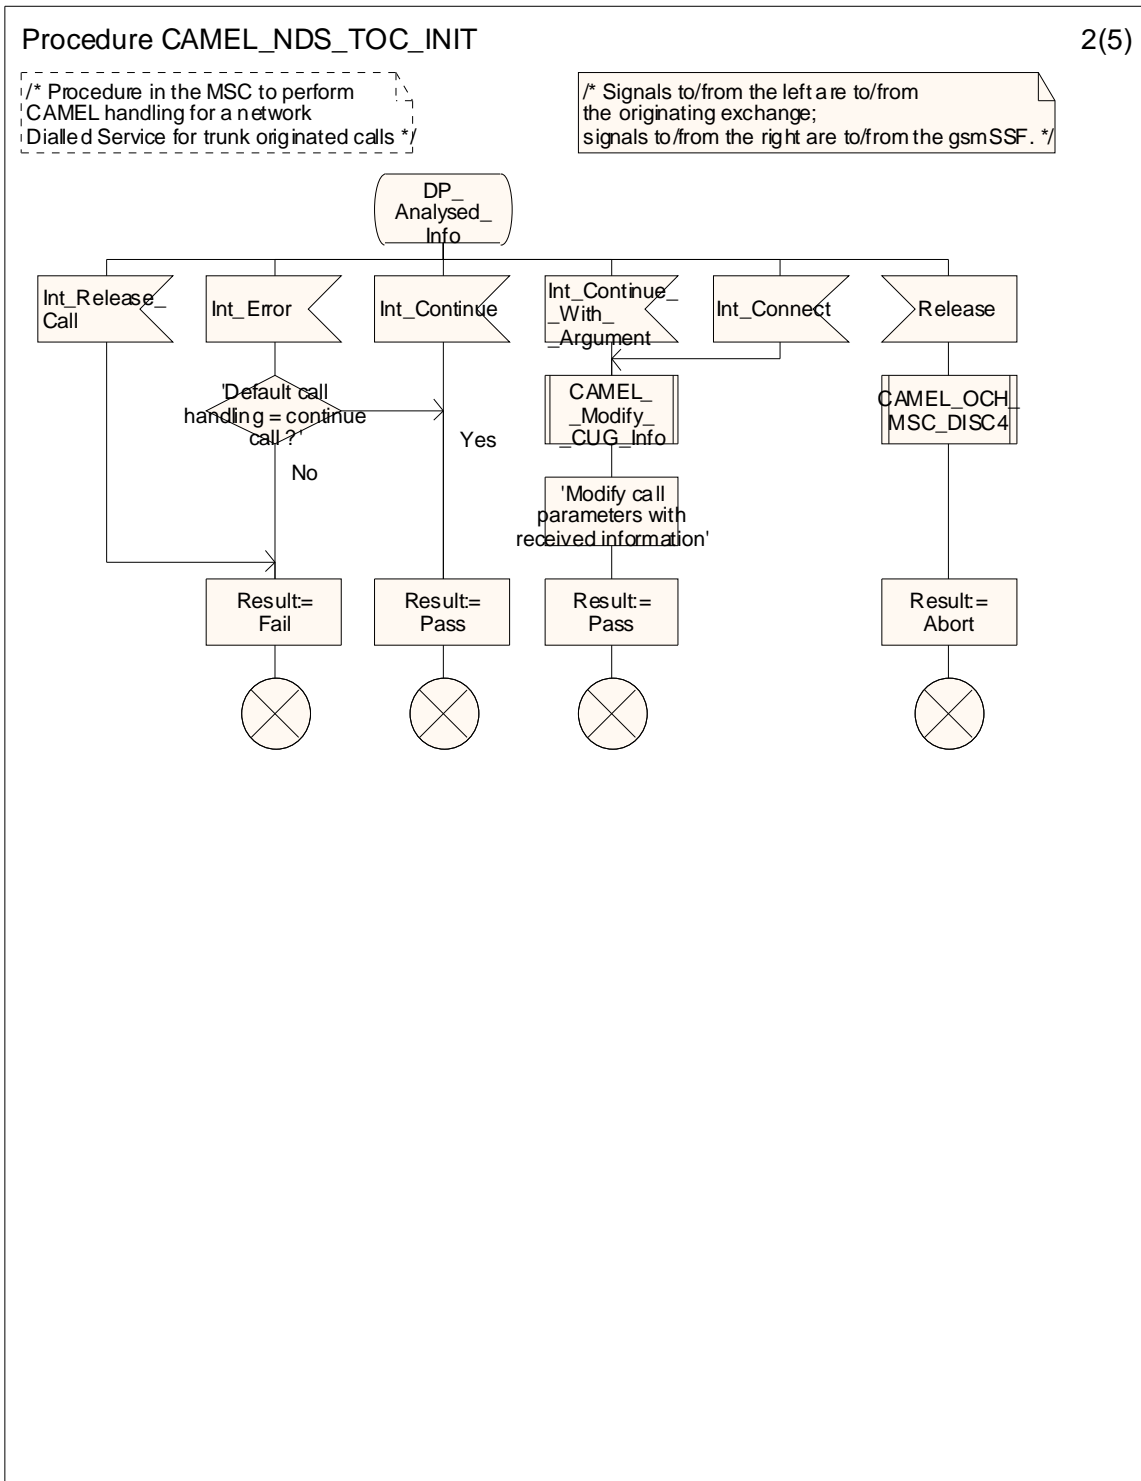 Procedure CAMEL_NDS_TOC_INIT
2(5)
/* Procedure in the MSC to perform
CAMEL handling for a network
Dialled Service for trunk originated calls */
/* Signals to/from the left are to/from
the originating exchange;
signals to/from the right are to/from the gsmSSF. */
DP_
Analysed_
Info
Int_Release_
Call
Int_Error
Int_Continue
Int_Continue_
_With_
_Argument
Int_Connect
Release
'Default call
handling = continue
call ?'
Yes
No
CAMEL_
_Modify_
_CUG_Info
CAMEL_OCH_
MSC_DISC4
'Modify call
parameters with
received information'
Result:=
Fail
Result:=
Pass
Result:=
Pass
Result:=
Abort